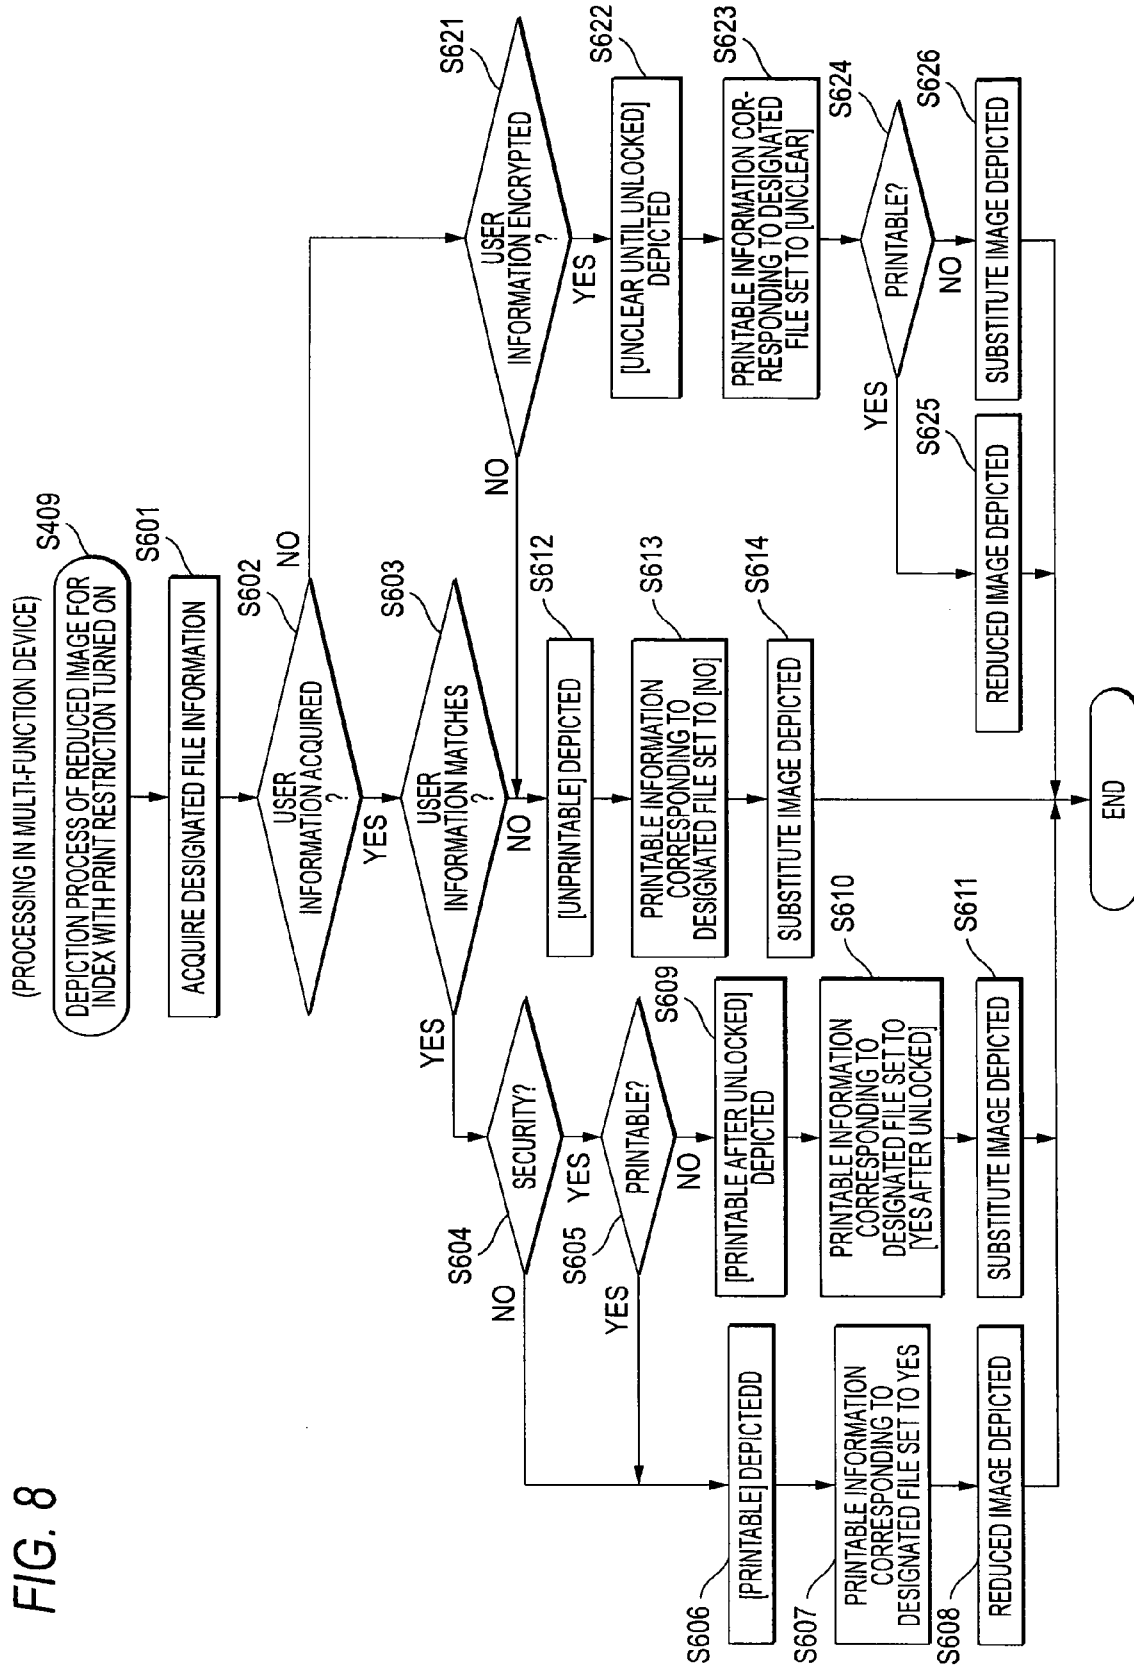 FIG. 8
(PROCESSING IN MULTI-FUNCTION DEVICE)
DEPICTION PROCESS OF REDUCED IMAGE FOR
INDEX WITH PRINT RESTRICTION TURNED ON
S409
ACQUIRE DESIGNATED FILE INFORMATION
S601
USER
INFORMATION ACQUIRED
?
S602
NO
YES
USER
INFORMATION MATCHES
?
S603
YES
NO
SECURITY?
S604
NO
YES
PRINTABLE?
S605
YES
NO
[PRINTABLE] DEPICTEDD
S606
PRINTABLE INFORMATION
CORRESPONDING TO
DESIGNATED FILE SET TO YES
S607
REDUCED IMAGE DEPICTED
S608
[PRINTABLE AFTER UNLOCKED]
DEPICTED
S609
PRINTABLE INFORMATION
CORRESPONDING TO
DESIGNATED FILE SET TO
[YES AFTER UNLOCKED]
S610
SUBSTITUTE IMAGE DEPICTED
S611
[UNPRINTABLE] DEPICTED
S612
PRINTABLE INFORMATION
CORRESPONDING TO
DESIGNATED FILE SET TO [NO]
S613
SUBSTITUTE IMAGE DEPICTED
S614
USER
INFORMATION ENCRYPTED
?
S621
NO
YES
[UNCLEAR UNTIL UNLOCKED]
DEPICTED
S622
PRINTABLE INFORMATION COR-
RESPONDING TO DESIGNATED
FILE SET TO [UNCLEAR]
S623
PRINTABLE?
S624
YES
NO
REDUCED IMAGE DEPICTED
S625
SUBSTITUTE IMAGE DEPICTED
S626
END